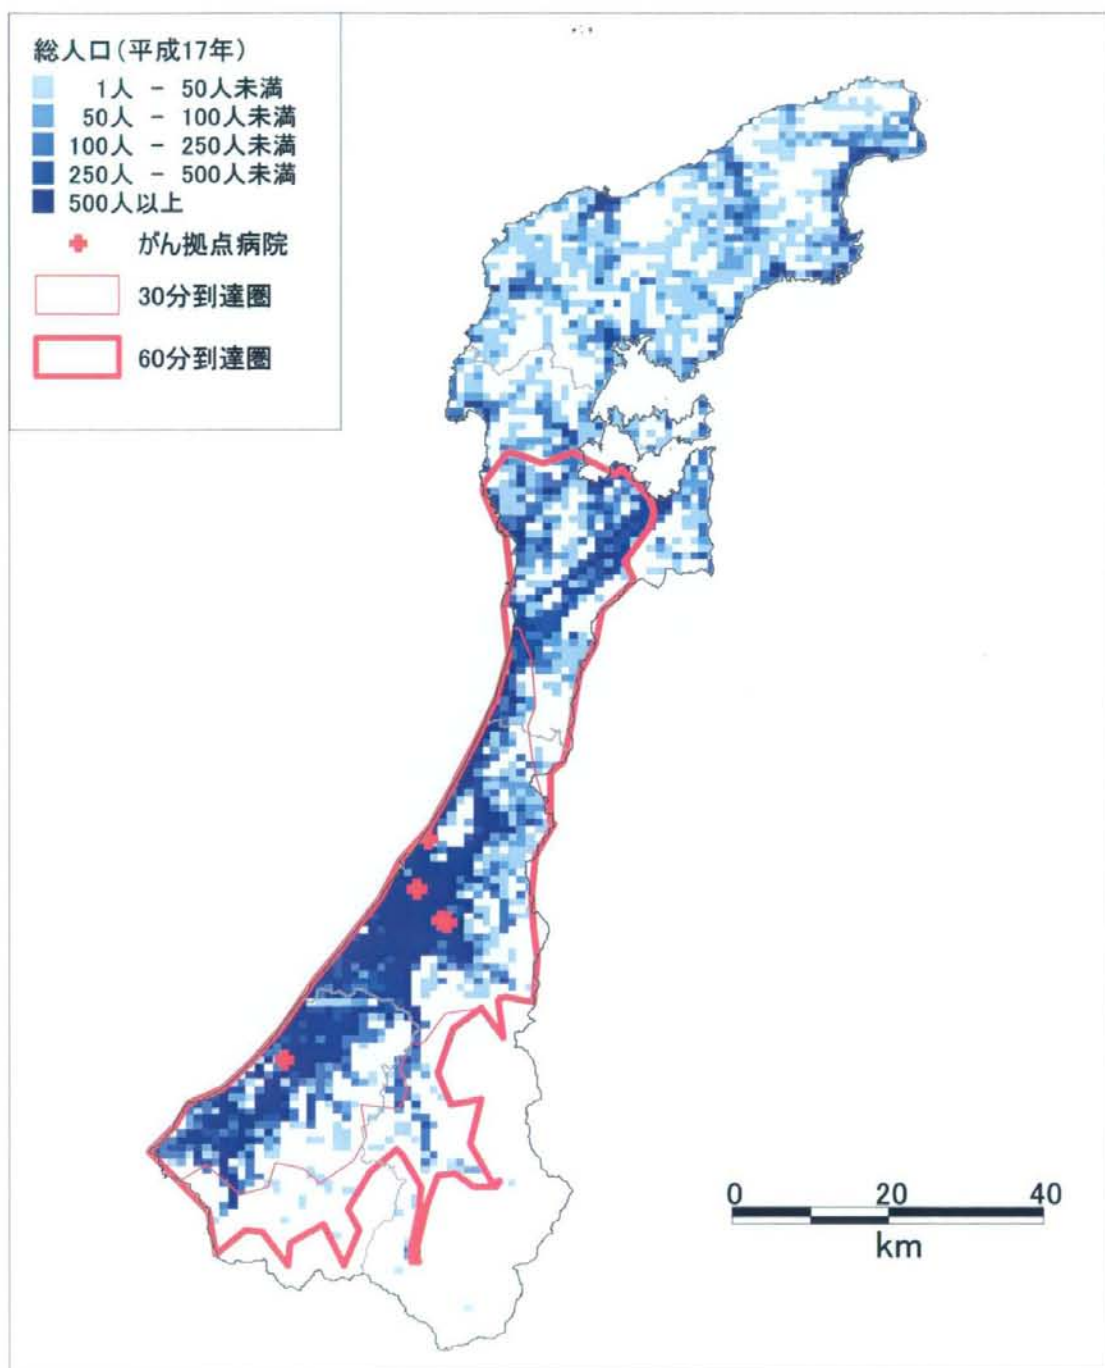 総人口（平成17年）
1人 - 50人未満
50人 - 100人未満
100人 - 250人未満
250人 - 500人未満
500人以上
がん拠点病院
30分到達圏
60分到達圏
0 20 40
km